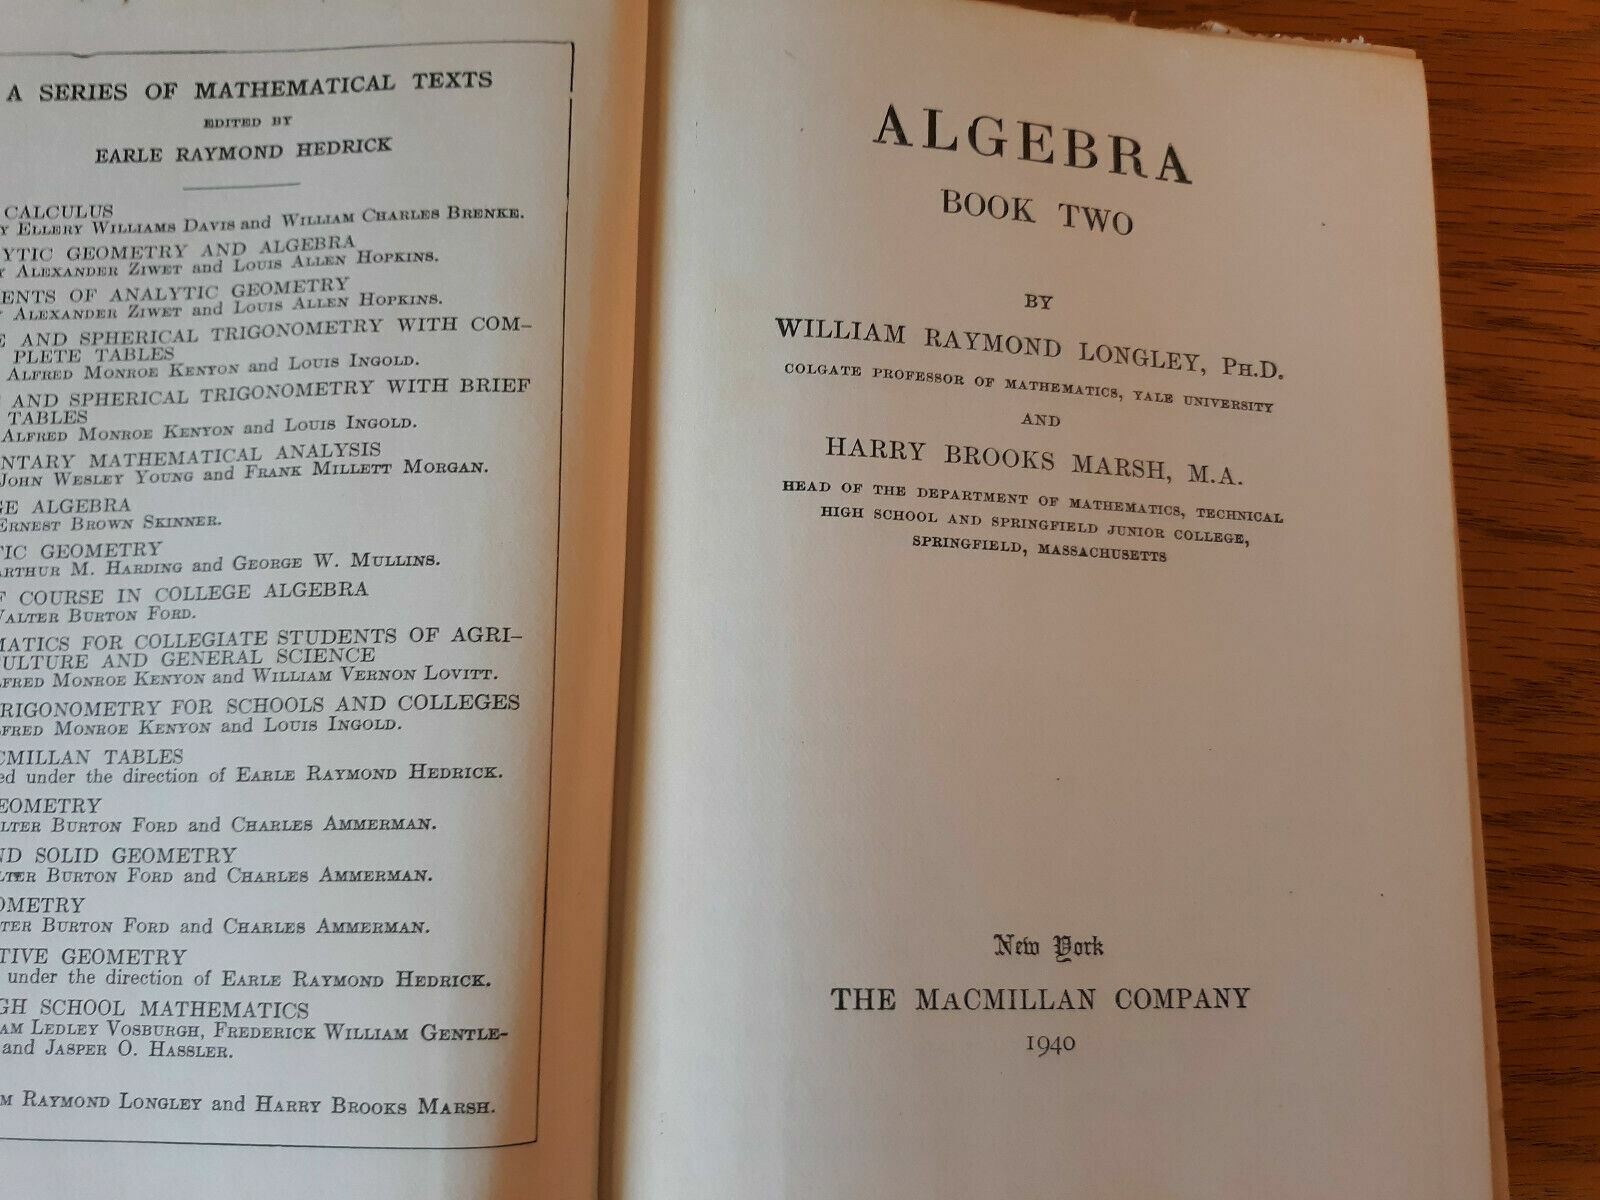 A SERIES OF MATHEMATICAL TEXTS
EDITED BY
EARLE RAYMOND HEDRICK
CALCULUS
ELLERY WILLIAMS DAVIS and WILLIAM CHARLES BRENKE.
YTIC GEOMETRY AND ALGEBRA
ALEXANDER ZIWET and LOUIS ALLEN HOPKINS.
ENTS OF ANALYTIC GEOMETRY
ALEXANDER ZIWET and LOUIS ALLEN HOPKINS.
AND SPHERICAL TRIGONOMETRY WITH COM-
PLETE TABLES
ALFRED MONROE KENYON and LOUIS INGOLD.
AND SPHERICAL TRIGONOMETRY WITH BRIEF
TABLES
ALFRED MONROE KENYON and LOUIS INGOLD.
NTARY MATHEMATICAL ANALYSIS
JOHN WESLEY YOUNG and FRANK MILLETT MORGAN.
GE ALGEBRA
ERNEST BROWN SKINNER.
TIC GEOMETRY
ARTHUR M. HARDING and GEORGE W. MULLINS.
F COURSE IN COLLEGE ALGEBRA
WALTER BURTON FORD.
MATICS FOR COLLEGIATE STUDENTS OF AGRI-
CULTURE AND GENERAL SCIENCE
LFRED MONROE KENYON and WILLIAM VERNON LOVITT.
RIGONOMETRY FOR SCHOOLS AND COLLEGES
LFRED MONROE KENYON and LOUIS INGOLD.
CMILLAN TABLES
ed under the direction of EARLE RAYMOND HEDRICK.
EOMETRY
LTER BURTON FORD and CHARLES AMMERMAN.
ND SOLID GEOMETRY
LTER BURTON FORD and CHARLES AMMERMAN.
OMETRY
TER BURTON FORD and CHARLES AMMERMAN.
TIVE GEOMETRY
under the direction of EARLE RAYMOND HEDRICK.
GH SCHOOL MATHEMATICS
AM LEDLEY VOSBURGH, FREDERICK WILLIAM GENTLE-
and JASPER O. HASSLER.
M RAYMOND LONGLEY and HARRY BROOKS MARSH.
ALGEBRA
BOOK TWO
BY
WILLIAM RAYMOND LONGLEY, PH.D.
COLGATE PROFESSOR OF MATHEMATICS, YALE UNIVERSITY
AND
HARRY BROOKS MARSH, M.A.
HEAD OF THE DEPARTMENT OF MATHEMATICS, TECHNICAL
HIGH SCHOOL AND SPRINGFIELD JUNIOR COLLEGE,
SPRINGFIELD, MASSACHUSETTS
New York
THE MACMILLAN COMPANY
1940